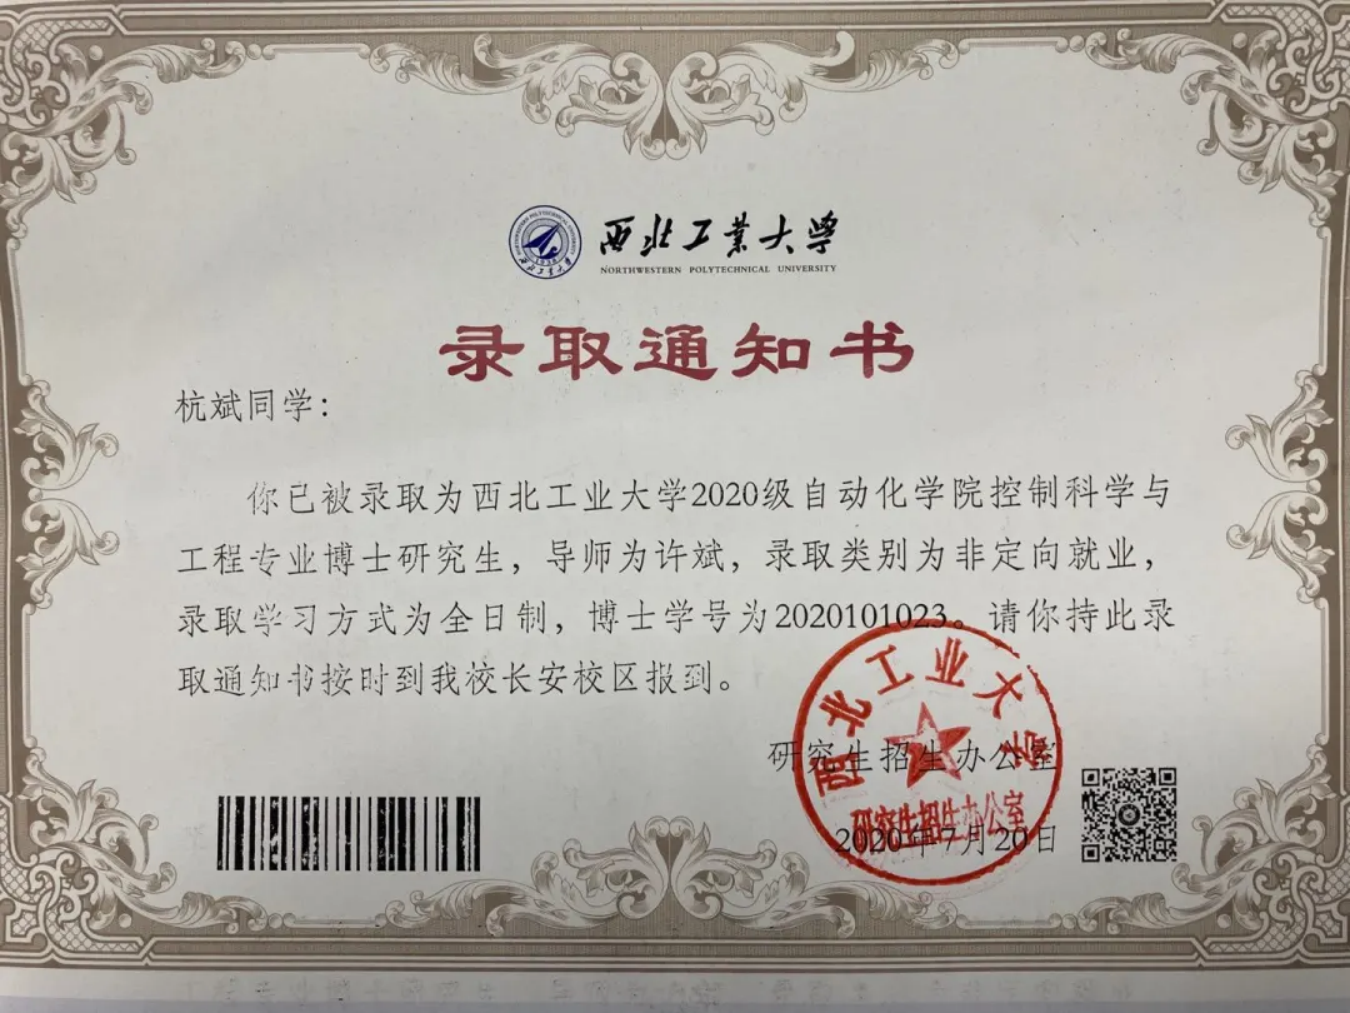 西北工业大学
NORTHWESTERN POLYTECHNICAL UNIVERSITY
录取通知书
杭斌同学：
你已被录取为西北工业大学2020级自动化学院控制科学与
工程专业博士研究生，导师为许斌，录取类别为非定向就业，
录取学习方式为全日制，博士学号为2020101023。请你持此录
取通知书按时到我校长安校区报到。
研究生招生办公室
2020年7月20日
西北工业大学
研究生招生办公室